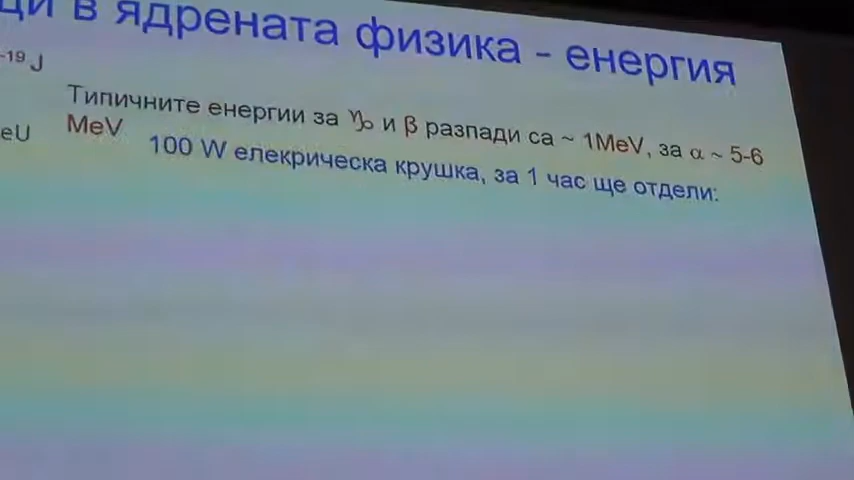 ци в ядрената физика - енергия
-19 J
Типичните енергии за γ и β разпади са ~ 1MeV, за α ~ 5-6
eU
MeV
100 W елекрическа крушка, за 1 час ще отдели: